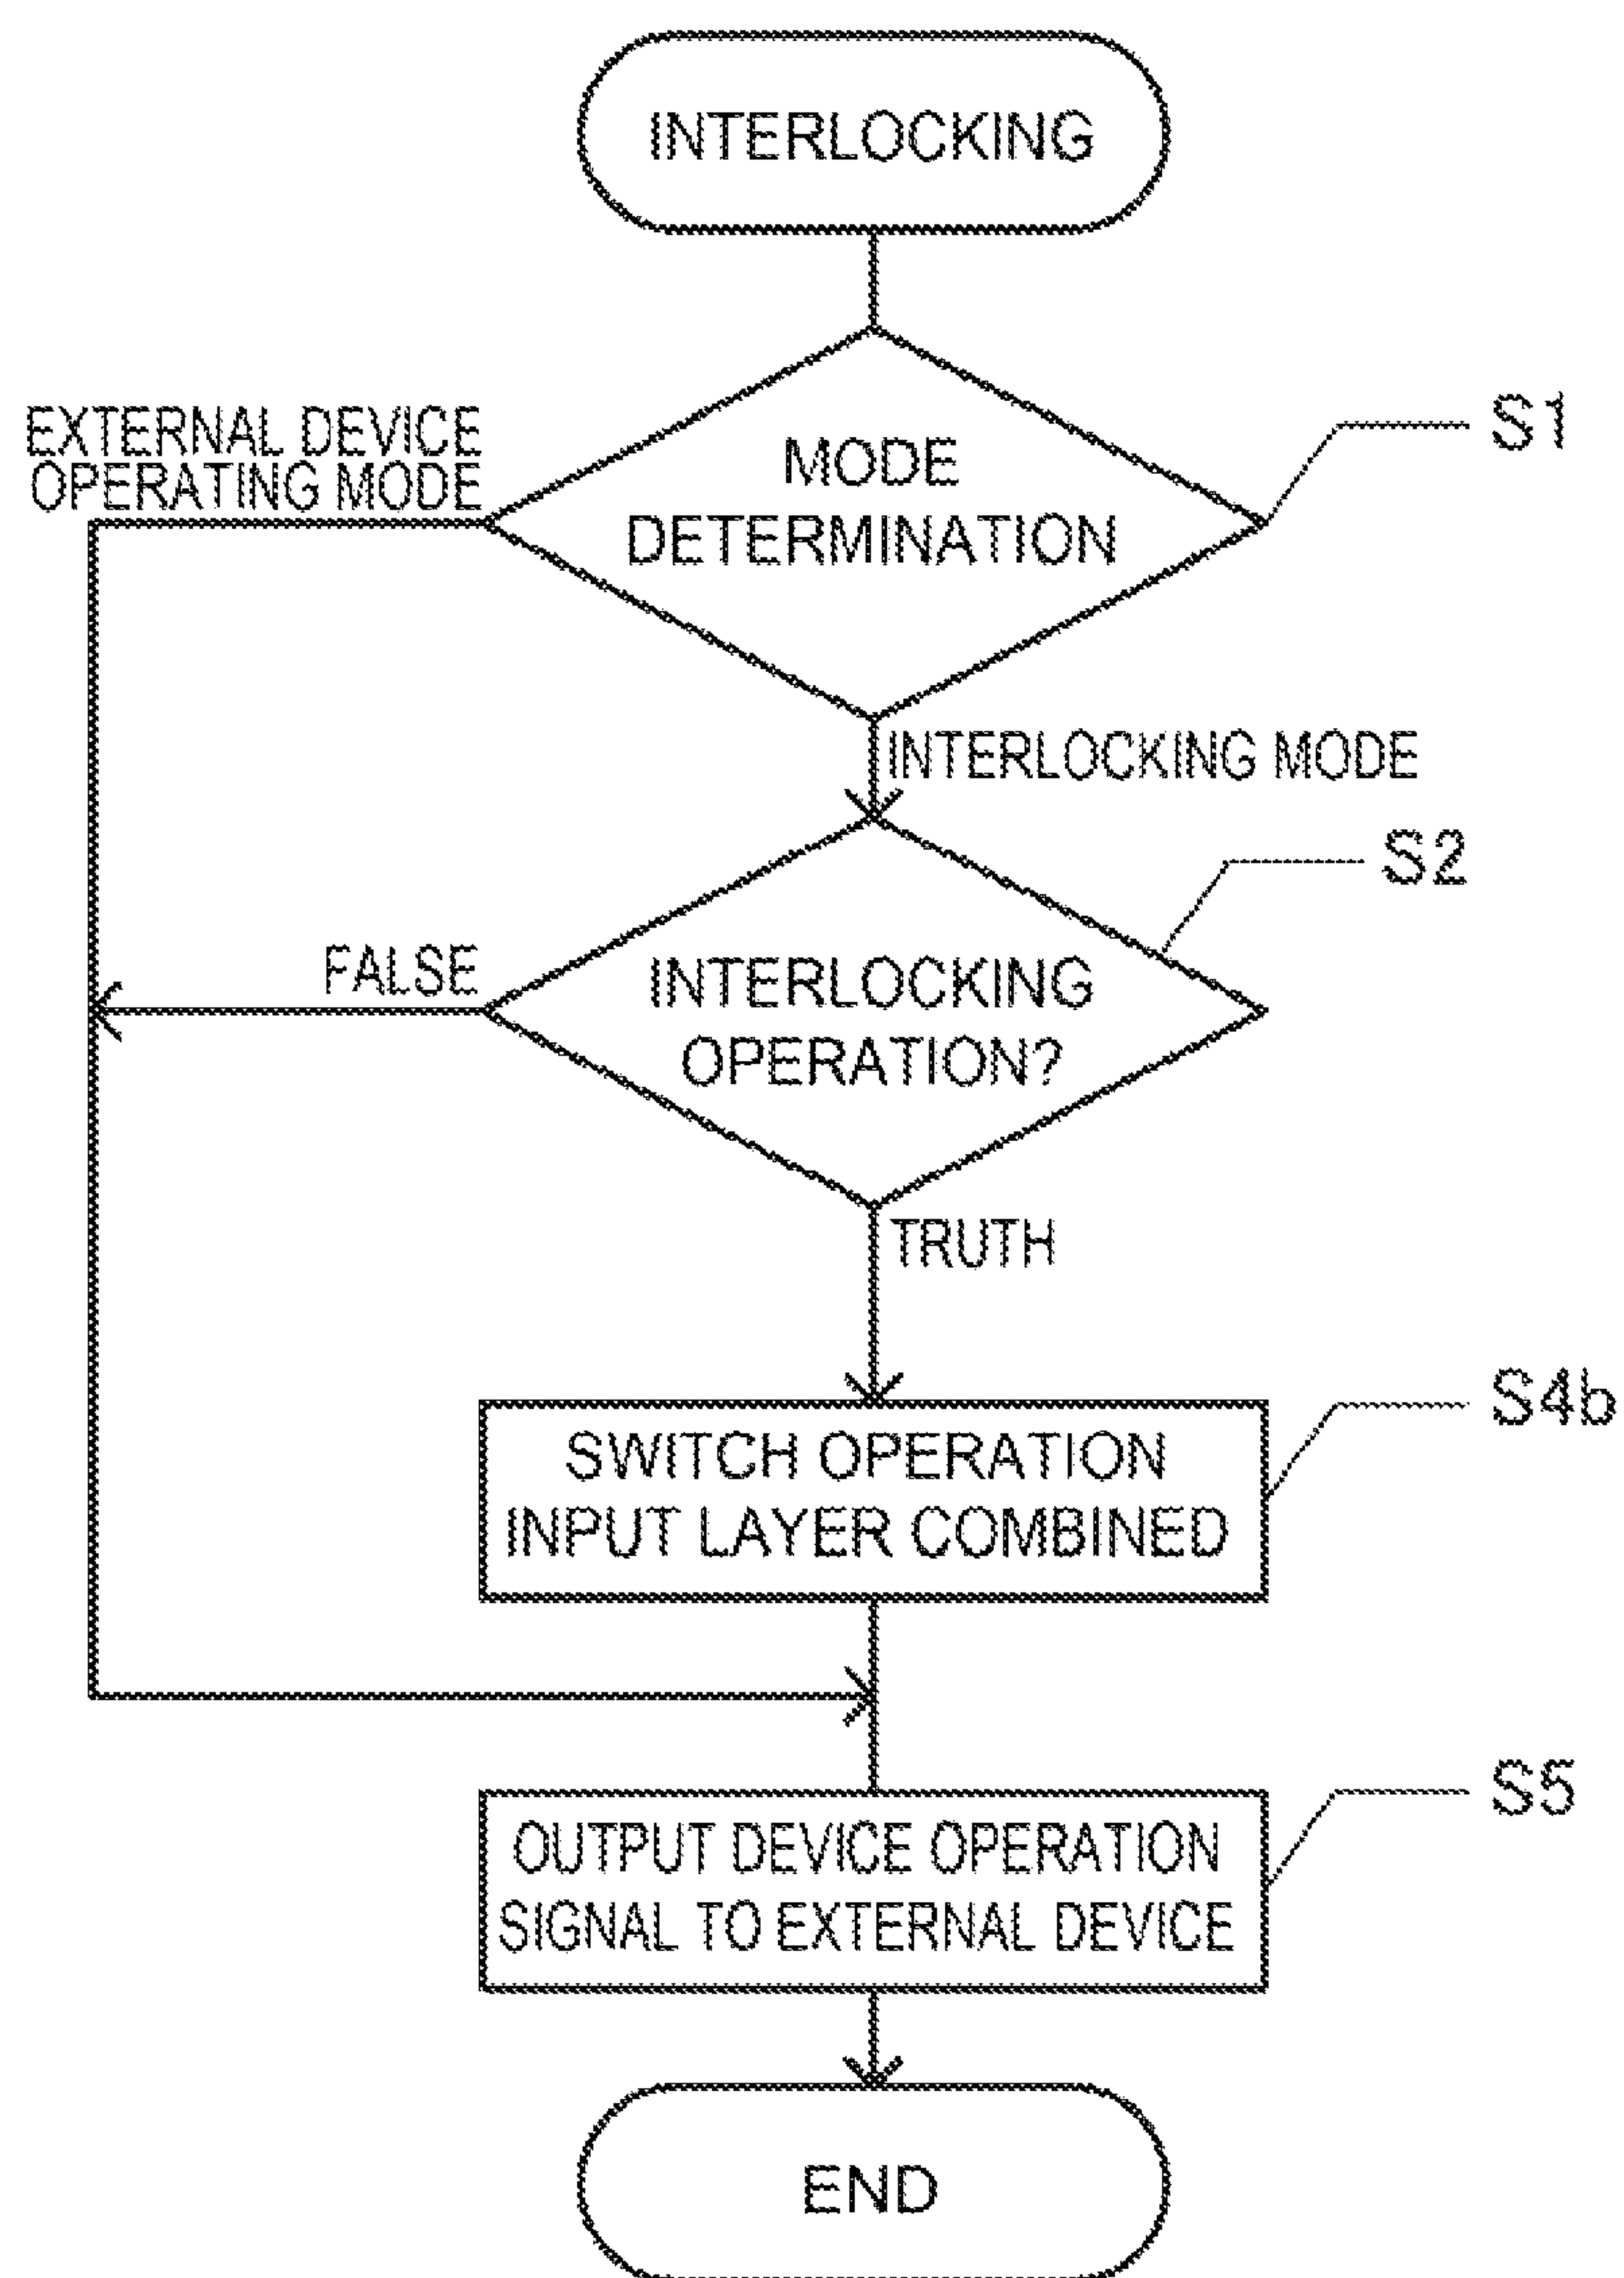 INTERLOCKING
EXTERNAL DEVICE
OPERATING MODE
MODE
DETERMINATION
S1
INTERLOCKING MODE
S2
FALSE
INTERLOCKING
OPERATION?
TRUTH
S4b
SWITCH OPERATION
INPUT LAYER COMBINED
S5
OUTPUT DEVICE OPERATION
SIGNAL TO EXTERNAL DEVICE
END